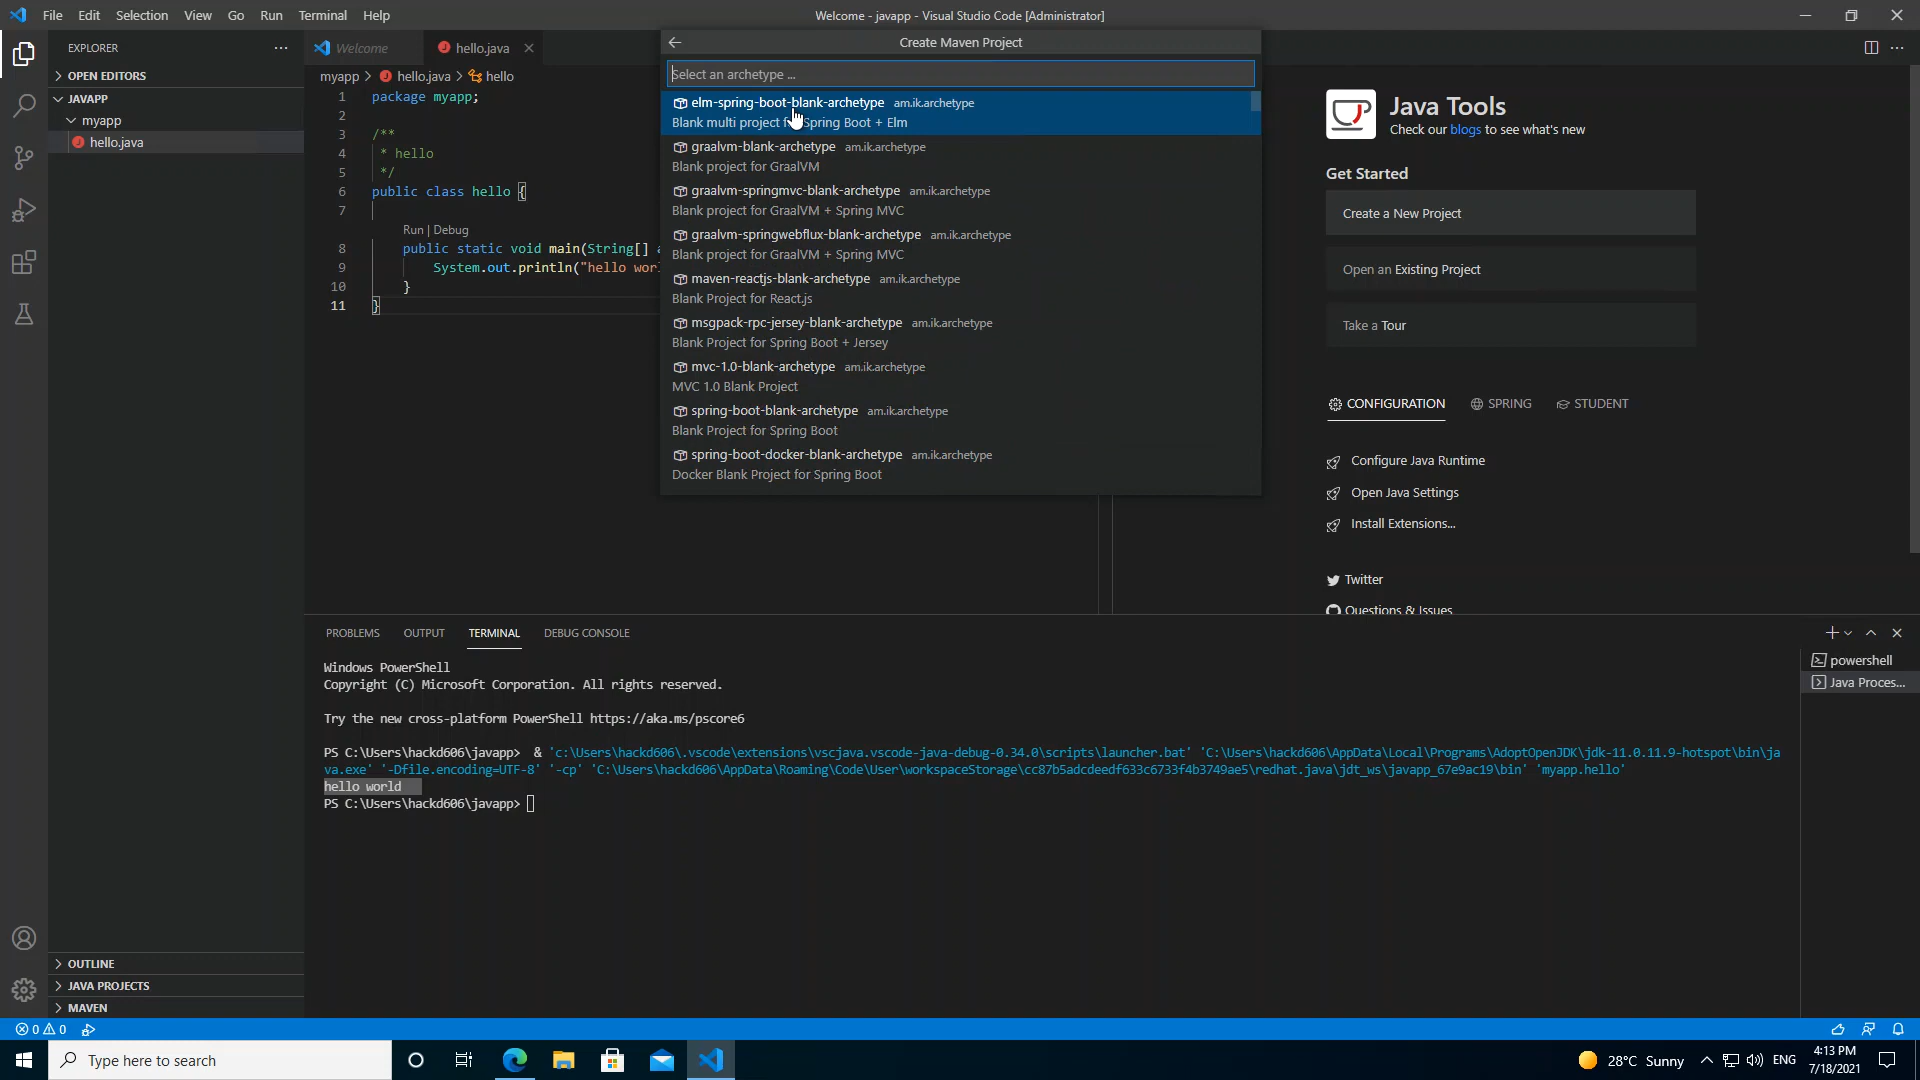 File Edit Selection View Go Run Terminal Help
Welcome - javapp - Visual Studio Code [Administrator]
EXPLORER
OPEN EDITORS
JAVAPP
myapp
hello.java
OUTLINE
JAVA PROJECTS
MAVEN
Welcome
hello.java
myapp > hello.java > hello
1 package myapp;
2
3 /**
4 * hello
5 */
6 public class hello {
7
Run | Debug
8 public static void main(String[]
9 System.out.println("hello worl
10 }
11 }
Create Maven Project
Select an archetype ...
elm-spring-boot-blank-archetype am.ik.archetype
Blank multi project f Spring Boot + Elm
graalvm-blank-archetype am.ik.archetype
Blank project for GraalVM
graalvm-springmvc-blank-archetype am.ik.archetype
Blank project for GraalVM + Spring MVC
graalvm-springwebflux-blank-archetype am.ik.archetype
Blank project for GraalVM + Spring MVC
maven-reactjs-blank-archetype am.ik.archetype
Blank Project for React.js
msgpack-rpc-jersey-blank-archetype am.ik.archetype
Blank Project for Spring Boot + Jersey
mvc-1.0-blank-archetype am.ik.archetype
MVC 1.0 Blank Project
spring-boot-blank-archetype am.ik.archetype
Blank Project for Spring Boot
spring-boot-docker-blank-archetype am.ik.archetype
Docker Blank Project for Spring Boot
Java Tools
Check our blogs to see what's new
Get Started
Create a New Project
Open an Existing Project
Take a Tour
CONFIGURATION SPRING STUDENT
Configure Java Runtime
Open Java Settings
Install Extensions...
Twitter
Questions & Issues
PROBLEMS OUTPUT TERMINAL DEBUG CONSOLE
powershell
Java Proces...
Windows PowerShell
Copyright (C) Microsoft Corporation. All rights reserved.
Try the new cross-platform PowerShell https://aka.ms/pscore6
PS C:\Users\hackd606\javapp> & 'c:\Users\hackd606\.vscode\extensions\vscjava.vscode-java-debug-0.34.0\scripts\launcher.bat' 'C:\Users\hackd606\AppData\Local\Programs\AdoptOpenJDK\jdk-11.0.11.9-hotspot\bin\ja
va.exe' '-Dfile.encoding=UTF-8' '-cp' 'C:\Users\hackd606\AppData\Roaming\Code\User\workspaceStorage\cc87b5adcdeedf633c6733f4b3749ae5\redhat.java\jdt_ws\javapp_67e9ac19\bin' 'myapp.hello'
hello world
PS C:\Users\hackd606\javapp>
0 0
Type here to search
28°C Sunny
ENG
4:13 PM
7/18/2021